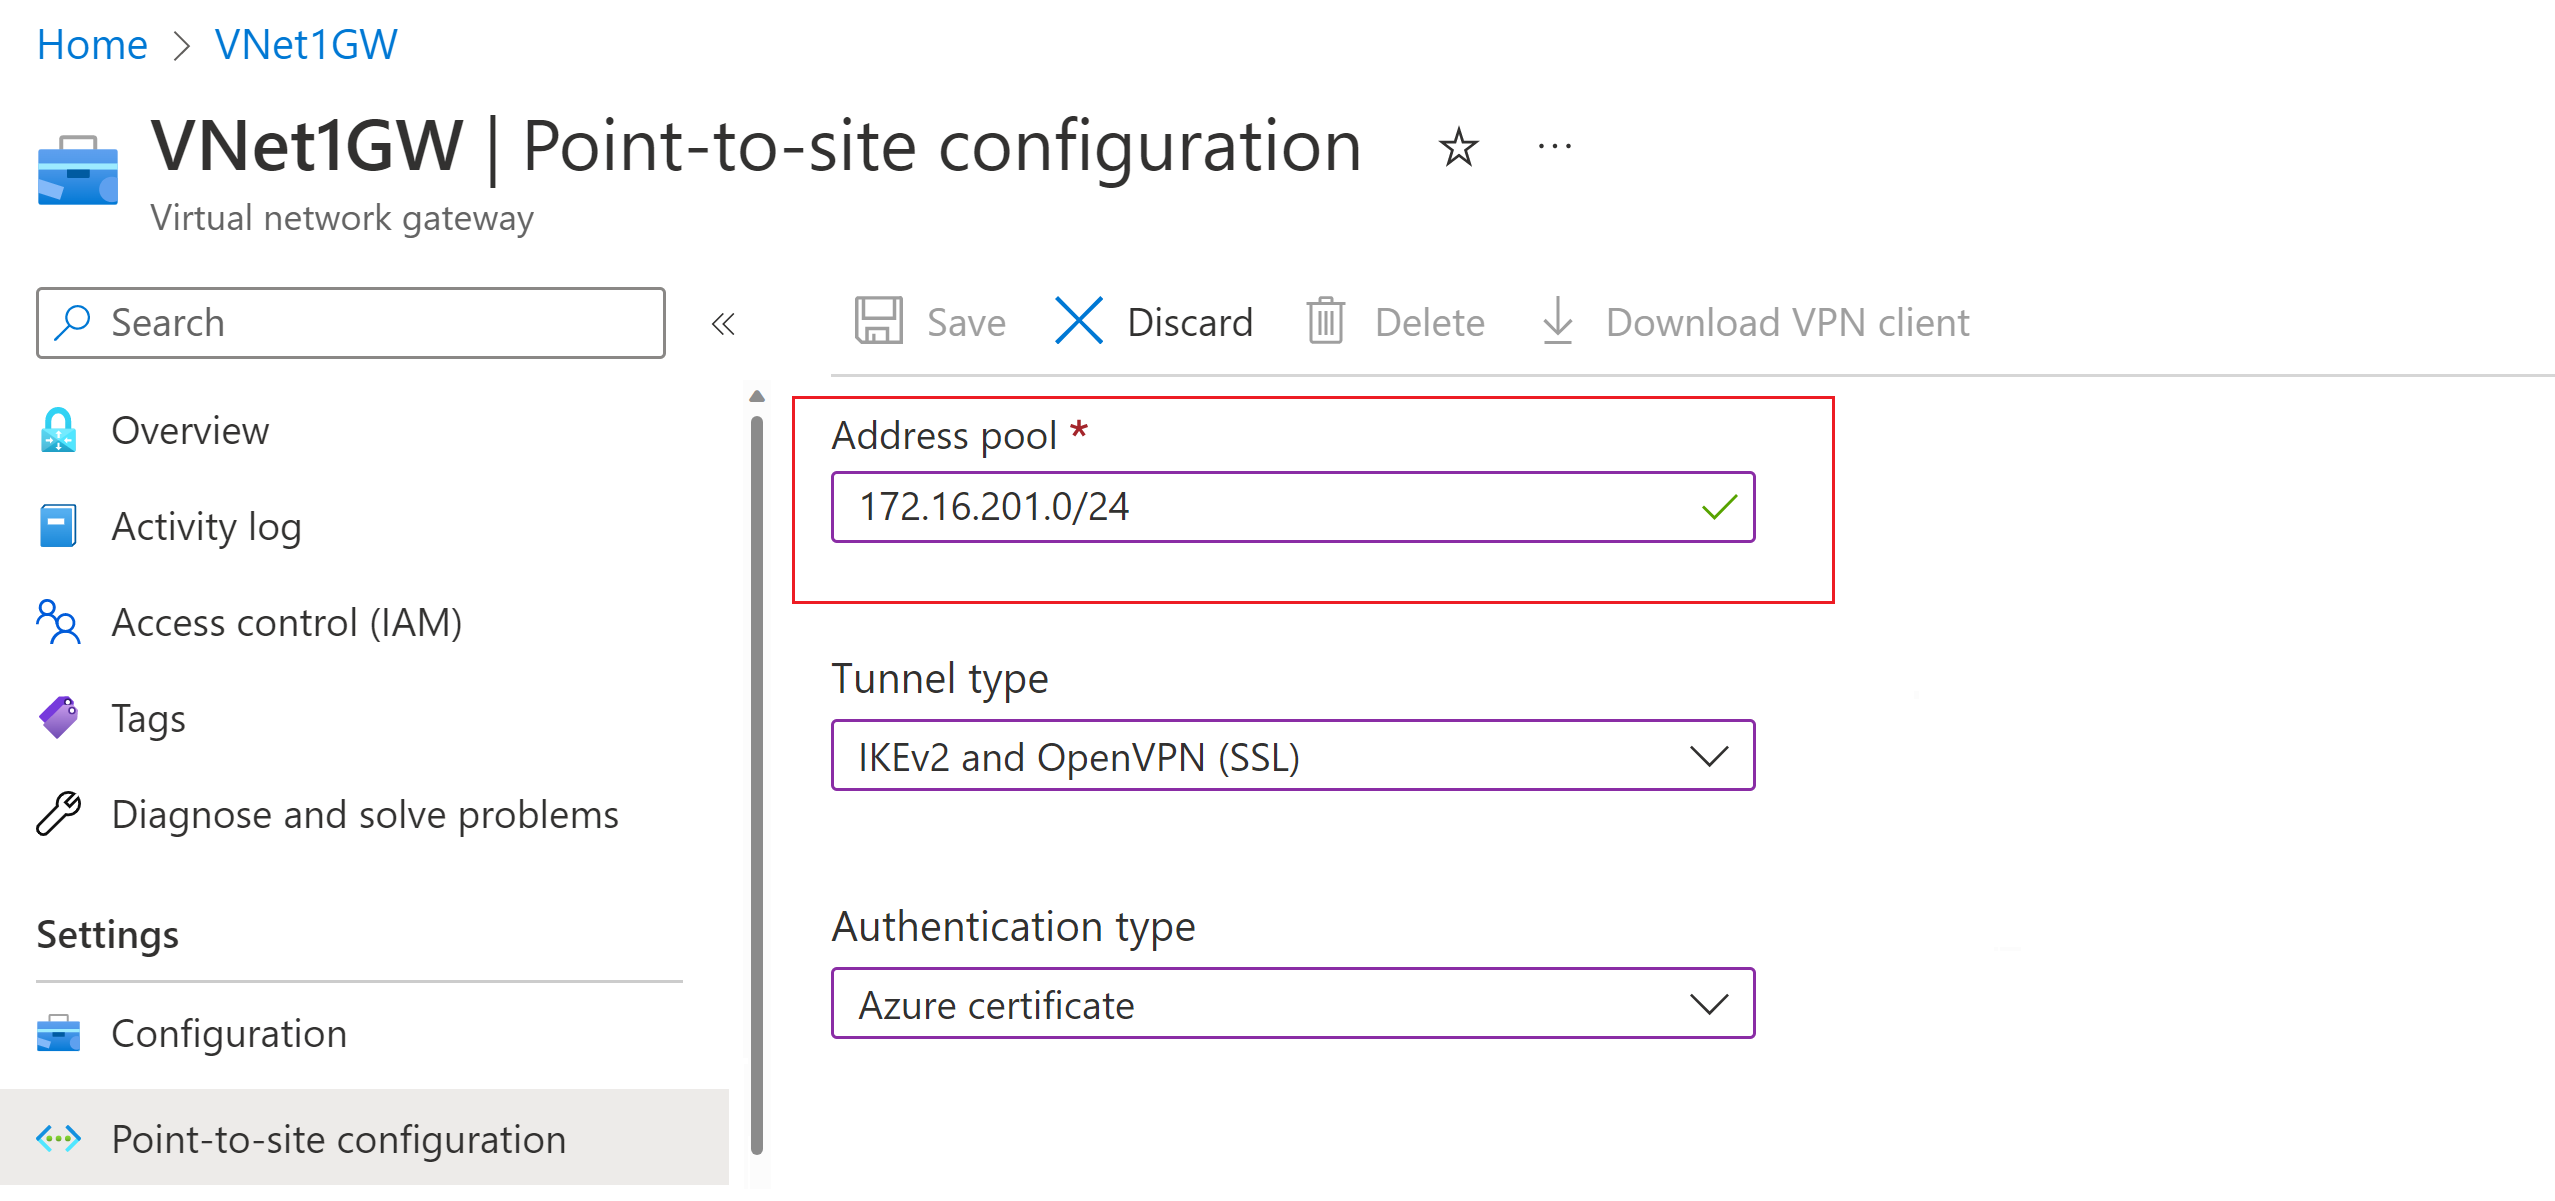 Home > VNet1GW
VNet1GW | Point-to-site configuration
Virtual network gateway
Search
Save Discard Delete Download VPN client
Overview
Activity log
Access control (IAM)
Tags
Diagnose and solve problems
Settings
Configuration
Point-to-site configuration
Address pool *
172.16.201.0/24
Tunnel type
IKEv2 and OpenVPN (SSL)
Authentication type
Azure certificate